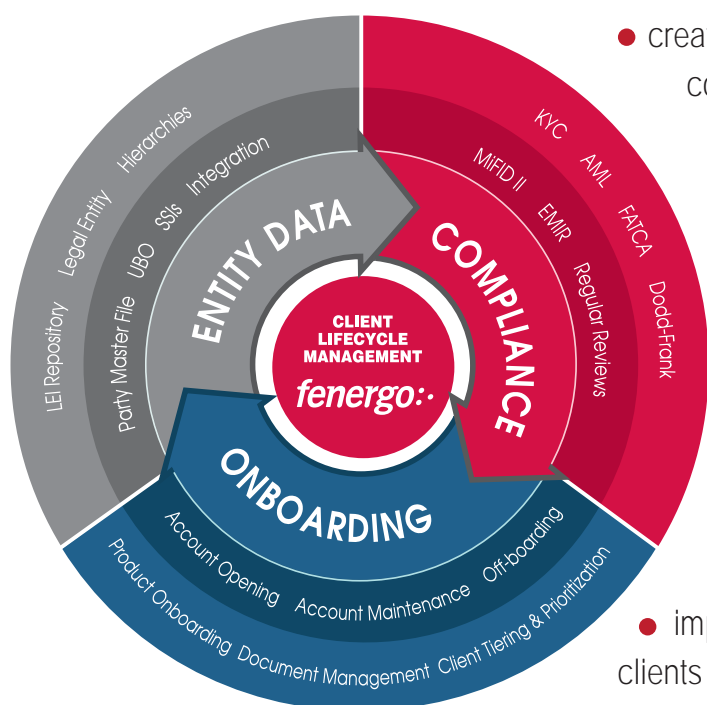 ● creat
co
KYC
AML
FATCA
Dodd-Frank
MiFID II
EMIR
Regular Reviews
COMPLIANCE
Hierarchies
Legal Entity
LEI Repository
Integration
SSIs
UBO
Party Master File
ENTITY DATA
CLIENT
LIFECYCLE
MANAGEMENT
fenergo:·
ONBOARDING
Account Opening
Account Maintenance
Off-boarding
Product Onboarding
Document Management
Client Tiering & Prioritization
● imp
clients